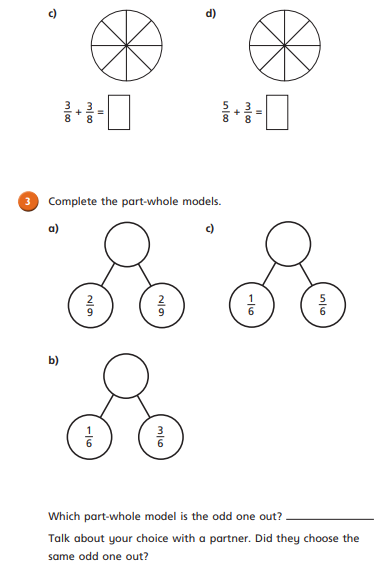 c) d)
3/8 + 3/8 = 5/8 + 3/8 =
3 Complete the part-whole models.
a) c)
2/9 2/9 1/6 5/6
b)
1/6 3/6
Which part-whole model is the odd one out?
Talk about your choice with a partner. Did they choose the
same odd one out?